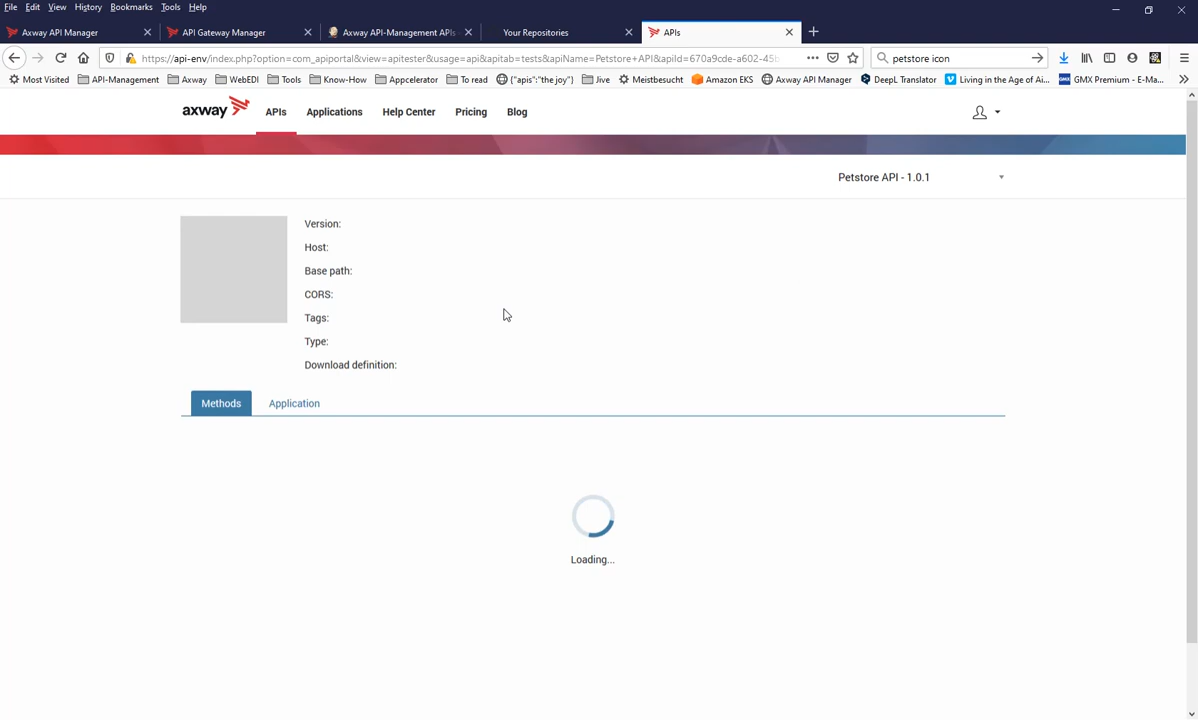 File Edit View History Bookmarks Tools Help
Axway API Manager API Gateway Manager Axway API-Management APIs - Your Repositories APIs
https://api-env/index.php?option=com_apiportal&view=apitester&usage=api&apitab=tests&apiName=Petstore+API&apiId=670a9cde-a602-45b petstore icon
Most Visited API-Management Axway Tools WebEDI Know-How Appcelerator To read {"apis":"the joy"} Jive Meistbesucht Amazon EKS Axway API Manager DeepL Translator Living in the Age of Ai... GMX Premium - E-Ma...
axway APIs Applications Help Center Pricing Blog
Petstore API - 1.0.1
Version:
Host:
Base path:
CORS:
Tags:
Type:
Download definition:
Methods Application
Loading...